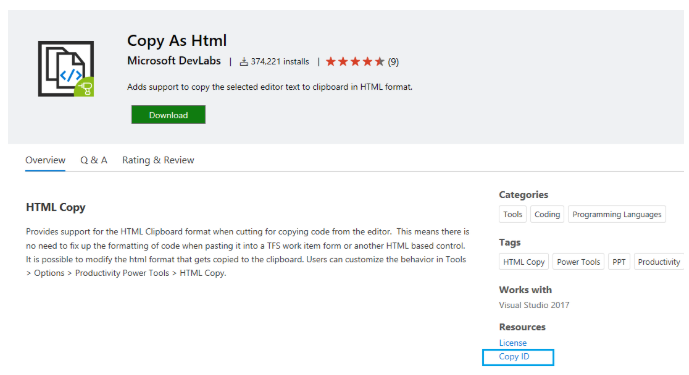 Copy As Html
Microsoft DevLabs | 374,221 installs | (9)
Adds support to copy the selected editor text to clipboard in HTML format.
Download
Overview Q & A Rating & Review
HTML Copy
Provides support for the HTML Clipboard format when cutting for copying code from the editor. This means there is
no need to fix up the formatting of code when pasting it into a TFS work item form or another HTML based control.
It is possible to modify the html format that gets copied to the clipboard. Users can customize the behavior in Tools
> Options > Productivity Power Tools > HTML Copy.
Categories
Tools Coding Programming Languages
Tags
HTML Copy Power Tools PPT Productivity
Works with
Visual Studio 2017
Resources
License
Copy ID